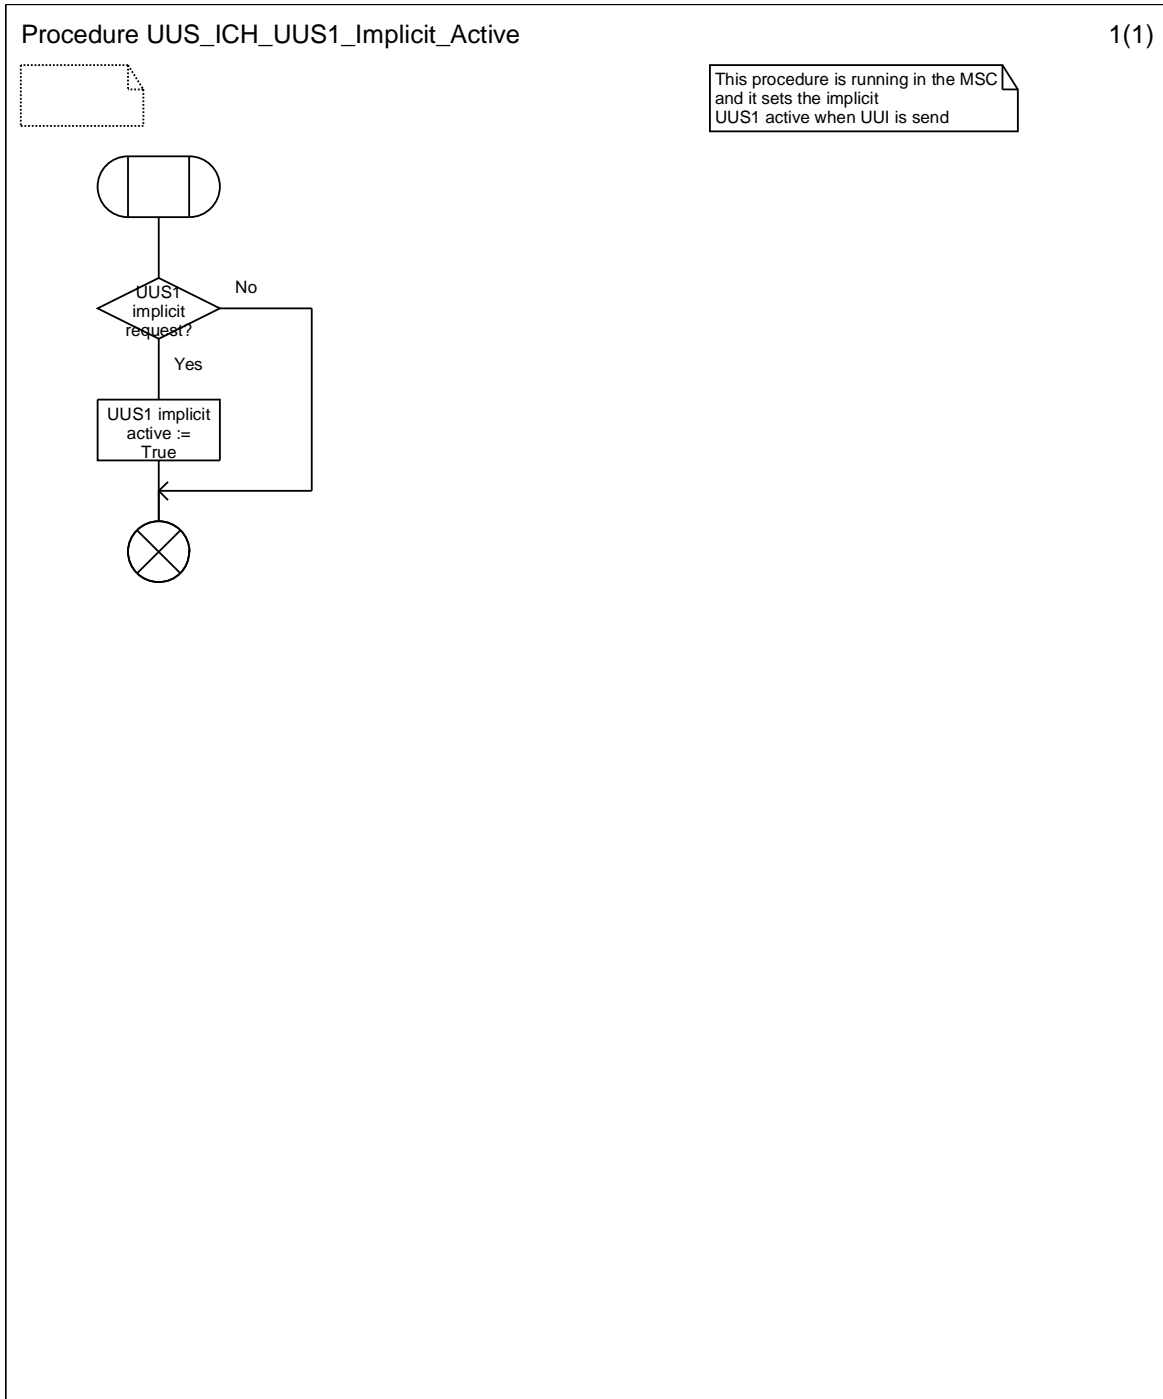 Procedure UUS_ICH_UUS1_Implicit_Active 1(1)
This procedure is running in the MSC
and it sets the implicit
UUS1 active when UUI is send
UUS1
implicit
request?
No
Yes
UUS1 implicit
active :=
True